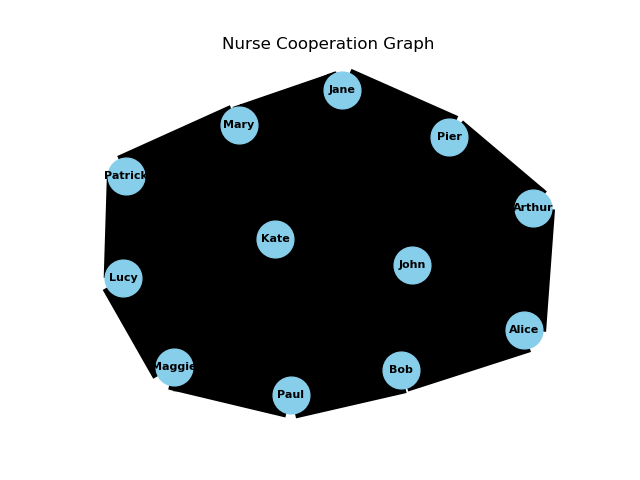 Nurse Cooperation Graph
Jane
Mary
Pier
Patrick
Arthur
Kate
John
Lucy
Alice
Maggie
Bob
Paul